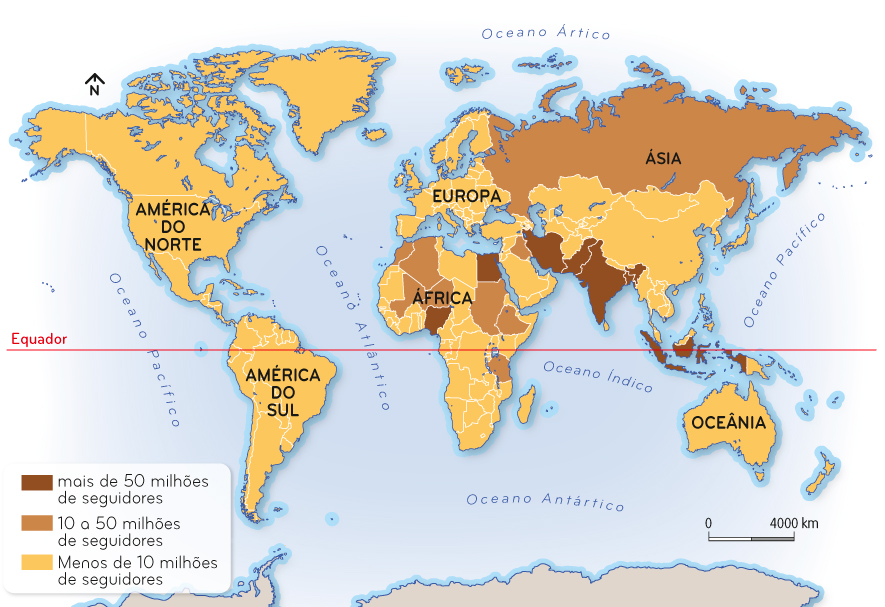 Oceano Ártico
N
ÁSIA
EUROPA
AMÉRICA
DO
NORTE
Oceano Pacífico
Oceano Atlântico
Oceano Pacífico
ÁFRICA
Equador
Oceano Índico
AMÉRICA
DO
SUL
OCEÂNIA
mais de 50 milhões
de seguidores
10 a 50 milhões
de seguidores
Menos de 10 milhões
de seguidores
Oceano Antártico
0 4000 km